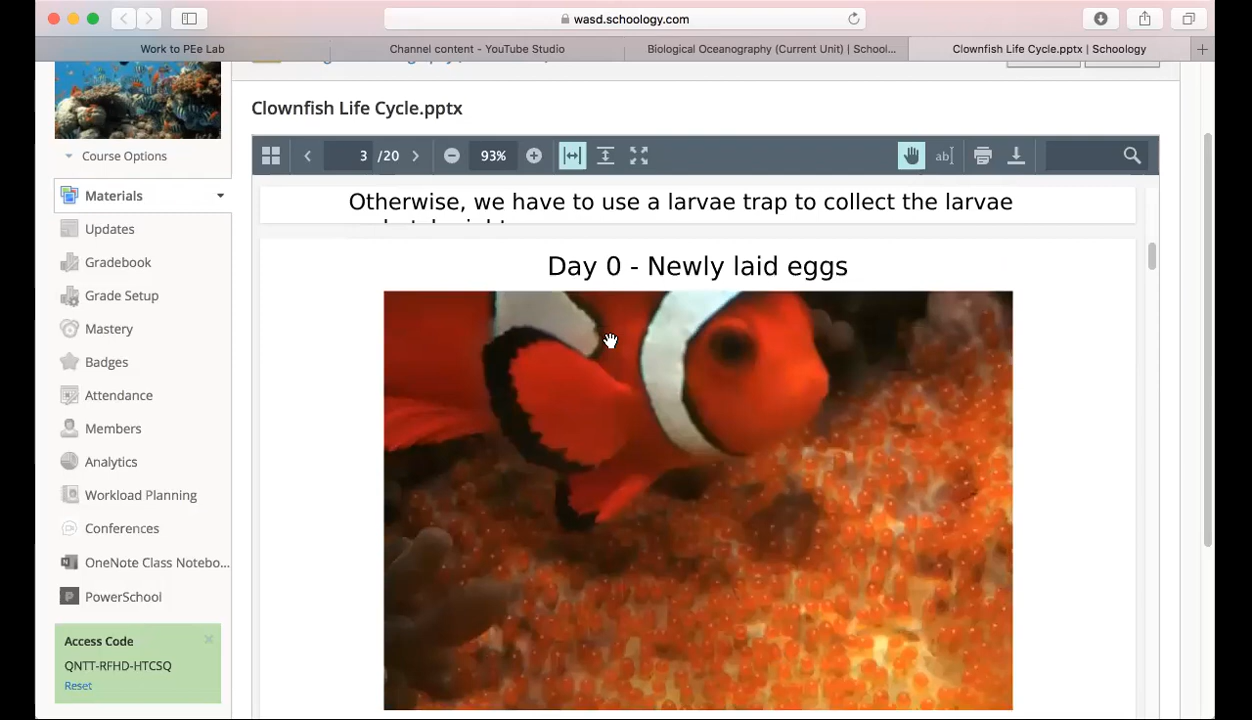 wasd.schoology.com
Work to PEe Lab
Channel content - YouTube Studio
Biological Oceanography (Current Unit) | School...
Clownfish Life Cycle.pptx | Schoology
Clownfish Life Cycle.pptx
Course Options
3 /20
93%
ab
Materials
Updates
Gradebook
Grade Setup
Mastery
Badges
Attendance
Members
Analytics
Workload Planning
Conferences
OneNote Class Notebo...
PowerSchool
Access Code
QNTT-RFHD-HTCSQ
Reset
Otherwise, we have to use a larvae trap to collect the larvae
Day 0 - Newly laid eggs